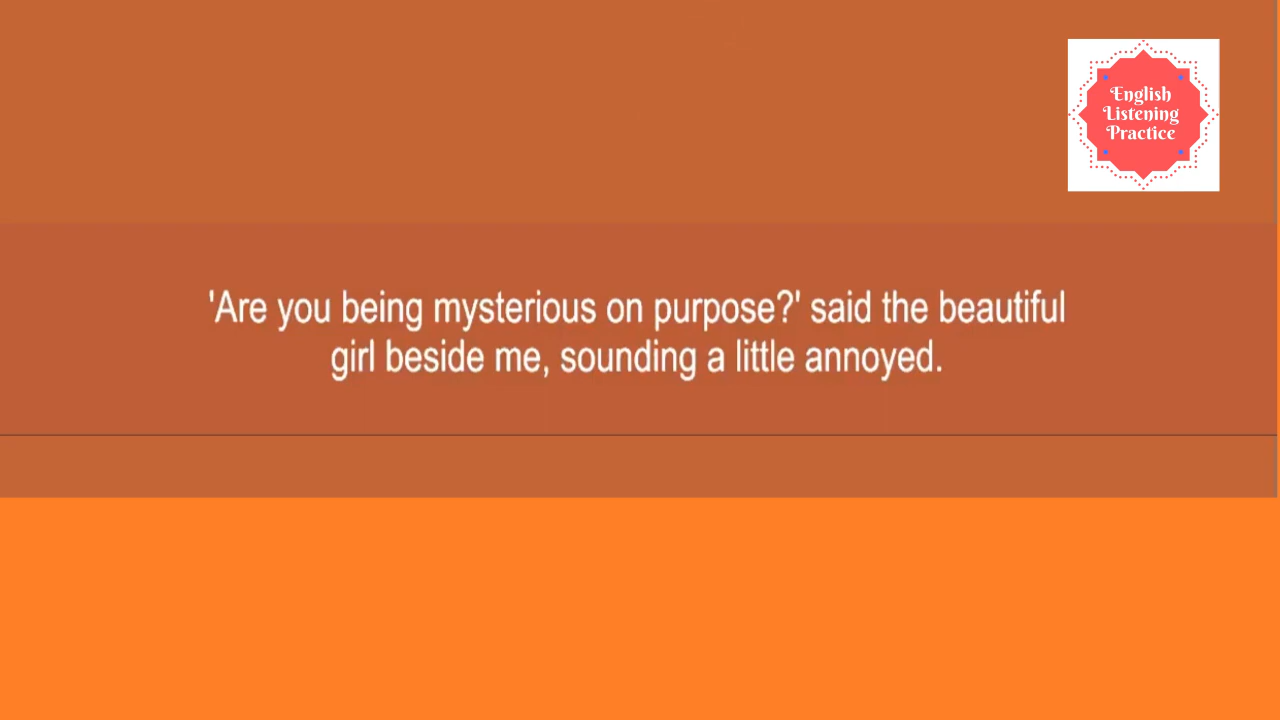 English
Listening
Practice
'Are you being mysterious on purpose?' said the beautiful
girl beside me, sounding a little annoyed.